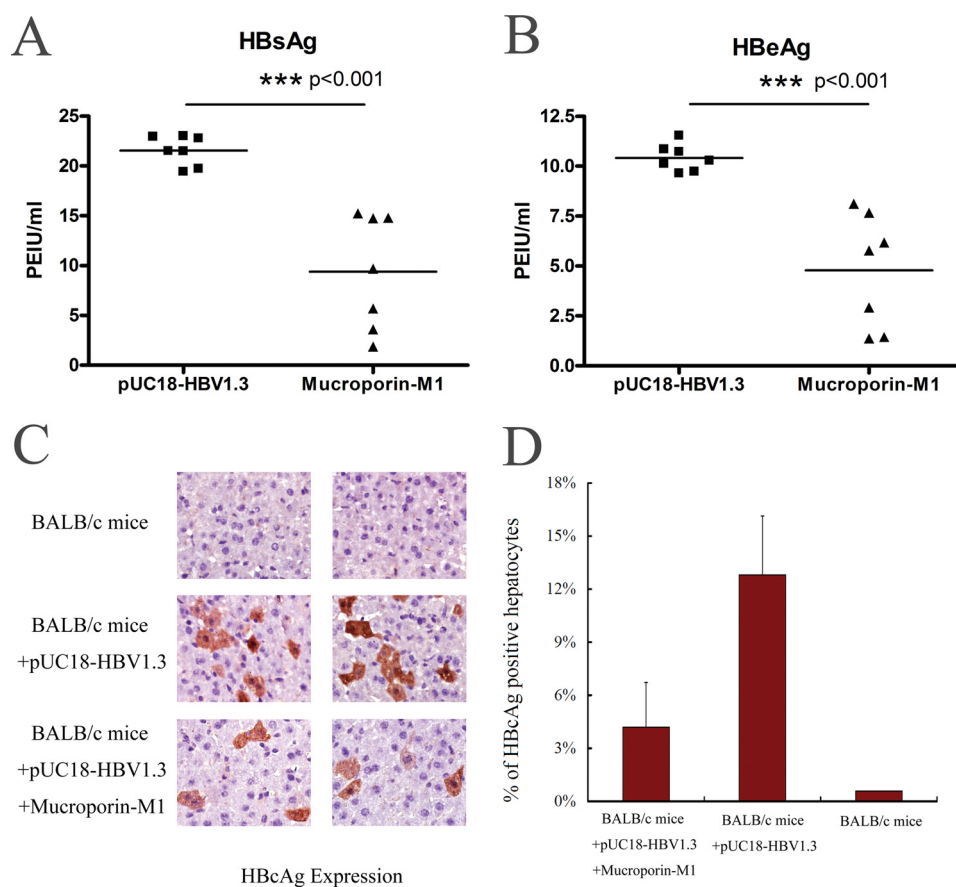 A
HBsAg
*** p<0.001
PEIU/ml
25
20
15
10
5
0
pUC18-HBV1.3
Mucroporin-M1
B
HBeAg
*** p<0.001
PEIU/ml
12.5
10.0
7.5
5.0
2.5
0.0
pUC18-HBV1.3
Mucroporin-M1
C
BALB/c mice
BALB/c mice
+pUC18-HBV1.3
BALB/c mice
+pUC18-HBV1.3
+Mucroporin-M1
HBcAg Expression
D
% of HBcAg positive hepatocytes
18%
15%
12%
9%
6%
3%
0%
BALB/c mice
+pUC18-HBV1.3
+Mucroporin-M1
BALB/c mice
+pUC18-HBV1.3
BALB/c mice